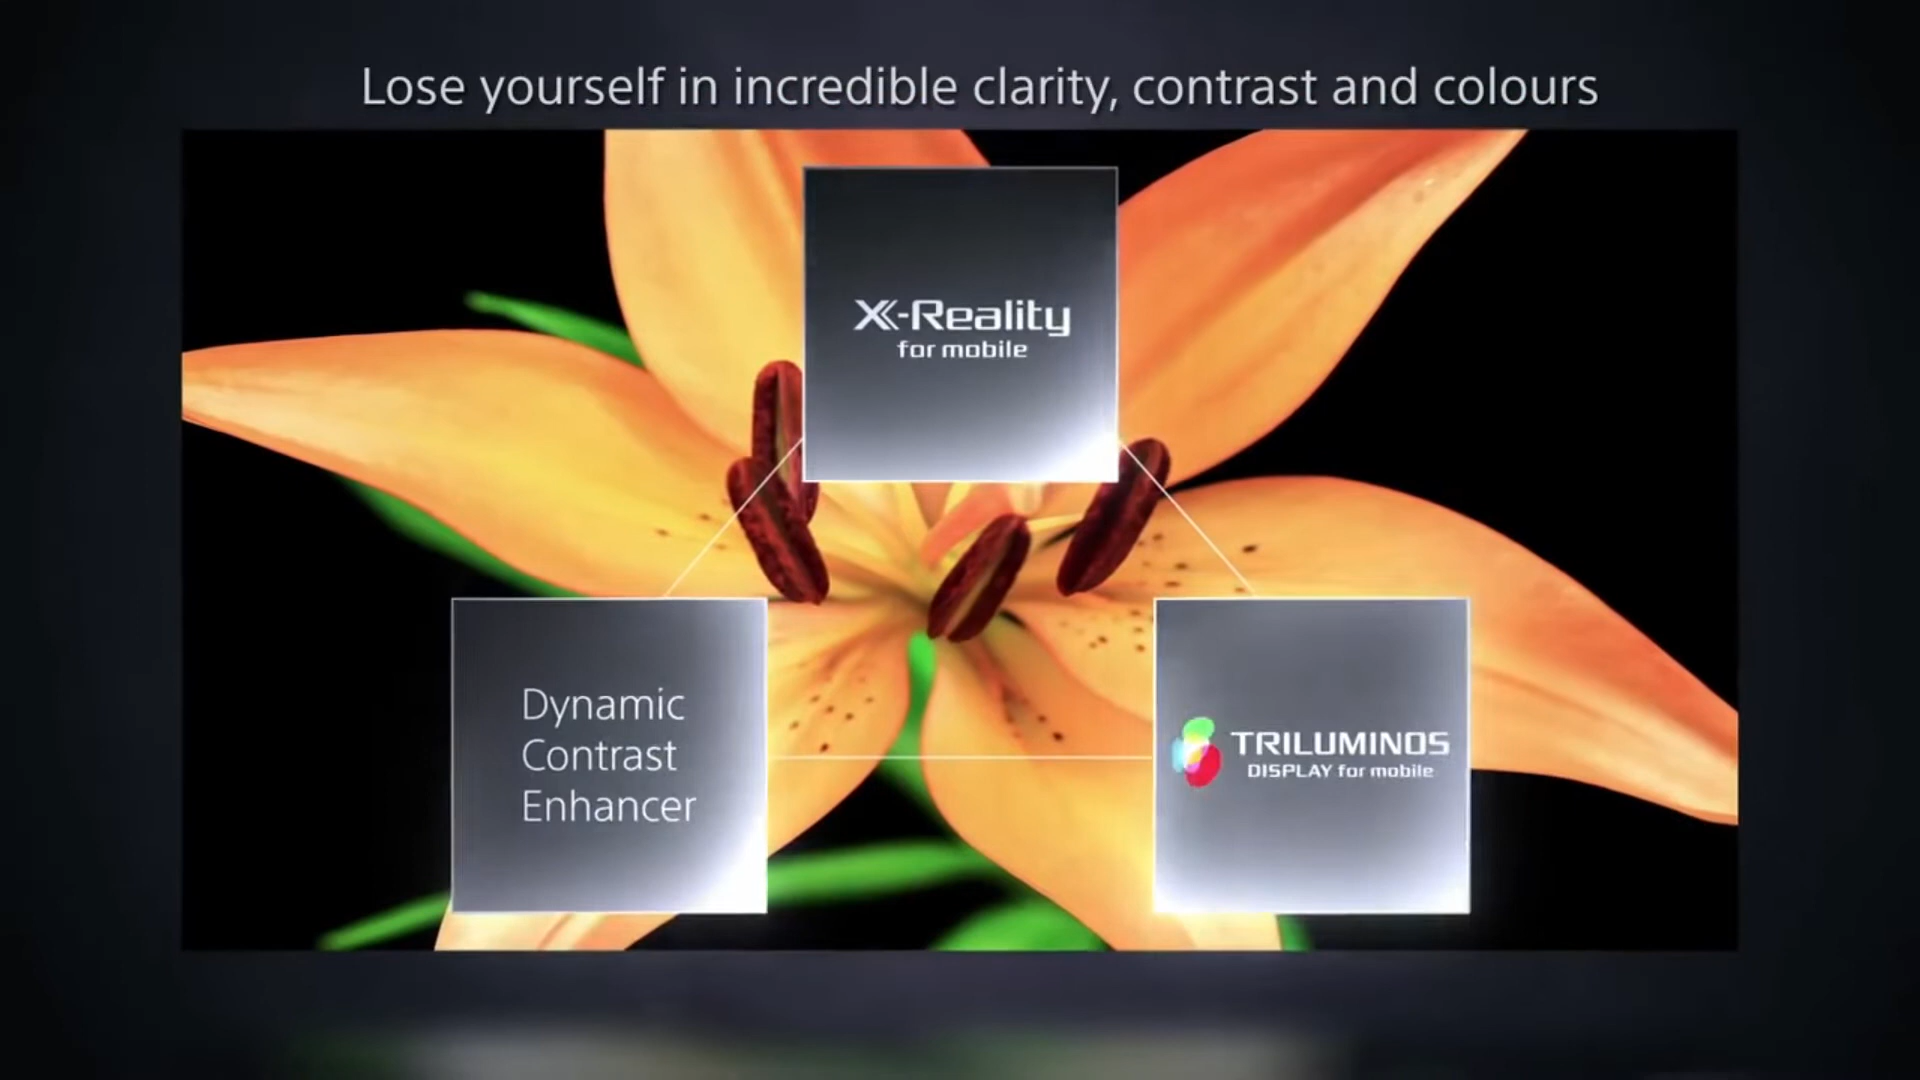 Lose yourself in incredible clarity, contrast and colours
X-Reality
for mobile
Dynamic
Contrast
Enhancer
TRILUMINOS
DISPLAY for mobile